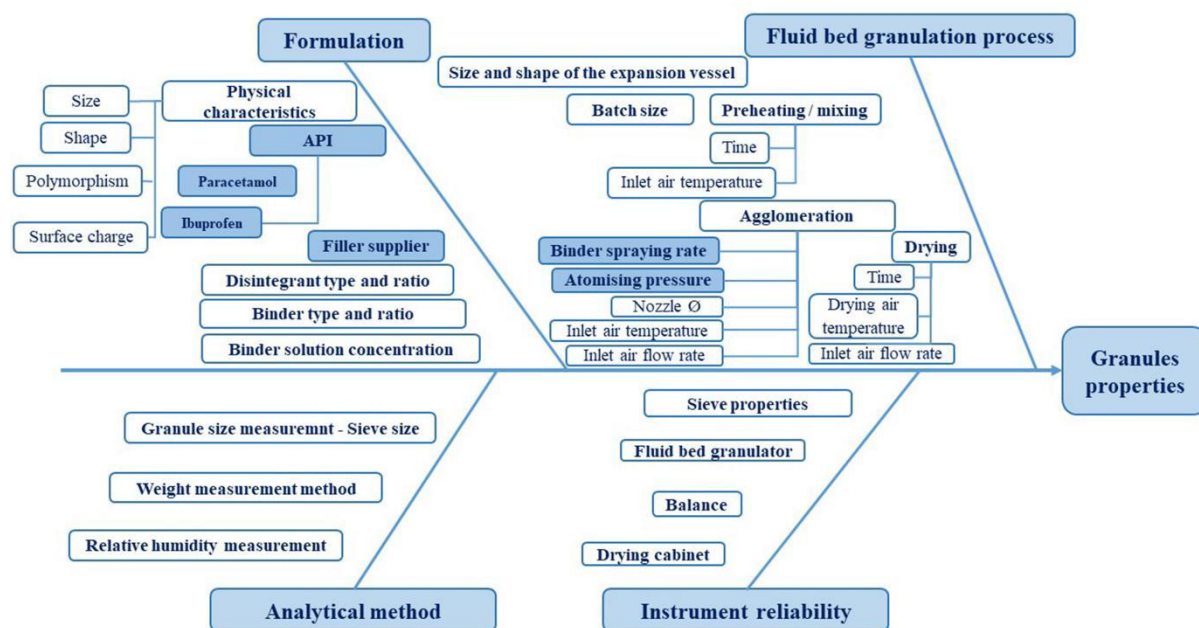 Formulation
Fluid bed granulation process
Size and shape of the expansion vessel
Size
Physical
characteristics
Batch size
Preheating / mixing
Shape
API
Time
Polymorphism
Paracetamol
Inlet air temperature
Ibuprofen
Agglomeration
Surface charge
Filler supplier
Binder spraying rate
Drying
Disintegrant type and ratio
Atomising pressure
Time
Binder type and ratio
Nozzle Ø
Drying air
temperature
Inlet air temperature
Binder solution concentration
Inlet air flow rate
Inlet air flow rate
Granules
properties
Sieve properties
Granule size measuremnt - Sieve size
Fluid bed granulator
Weight measurement method
Balance
Relative humidity measurement
Drying cabinet
Analytical method
Instrument reliability